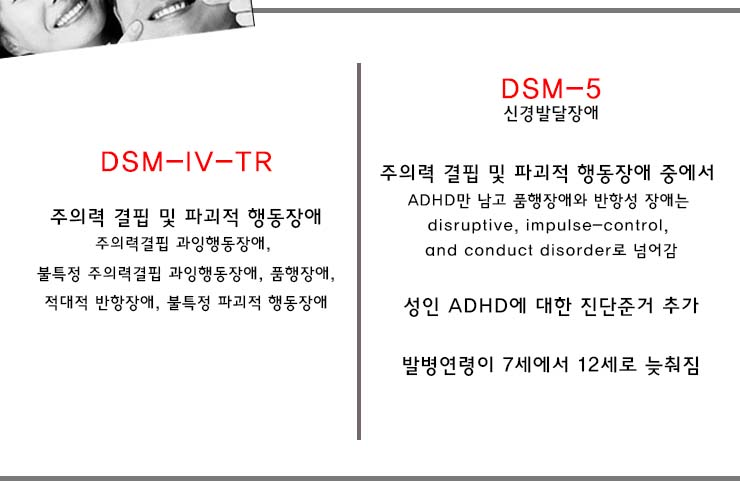 DSM-IV-TR
주의력 결핍 및 파괴적 행동장애
주의력결핍 과잉행동장애,
불특정 주의력결핍 과잉행동장애, 품행장애,
적대적 반항장애, 불특정 파괴적 행동장애
DSM-5
신경발달장애
주의력 결핍 및 파괴적 행동장애 중에서
ADHD만 남고 품행장애와 반항성 장애는
disruptive, impulse-control,
and conduct disorder로 넘어감
성인 ADHD에 대한 진단준거 추가
발병연령이 7세에서 12세로 늦춰짐